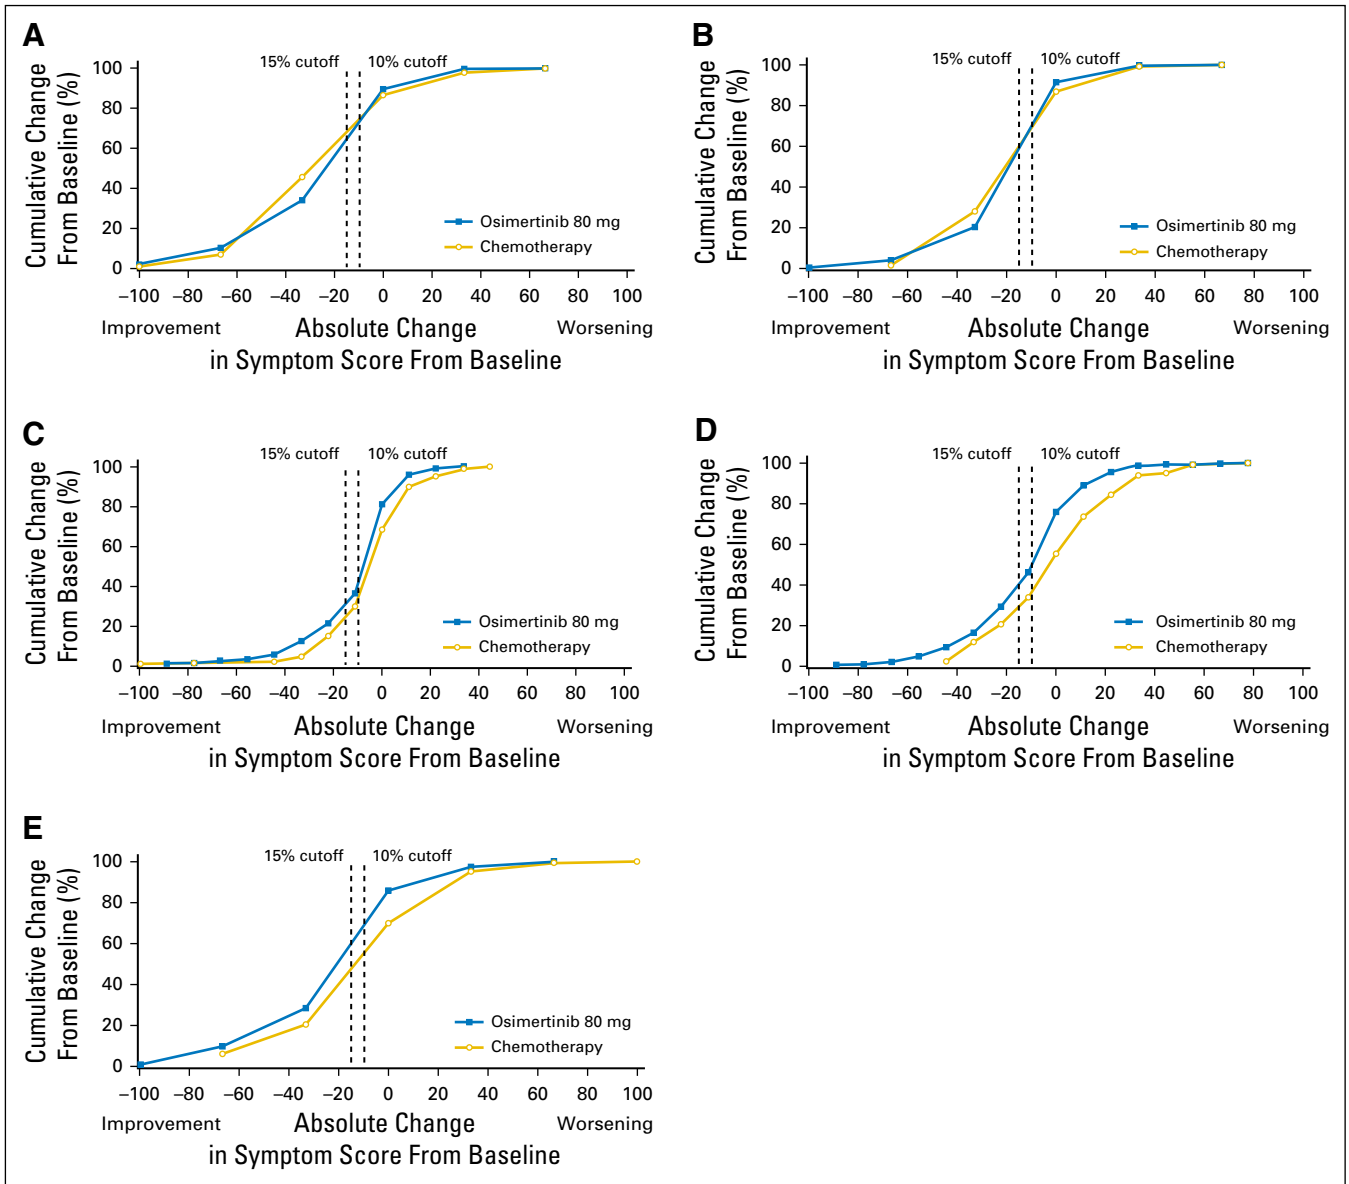 A
Cumulative Change
From Baseline (%)
15% cutoff
10% cutoff
100
80
60
40
20
0
Osimertinib 80 mg
Chemotherapy
–100 –80 –60 –40 –20 0 20 40 60 80 100
Improvement
Absolute Change
Worsening
in Symptom Score From Baseline
B
Cumulative Change
From Baseline (%)
15% cutoff
10% cutoff
100
80
60
40
20
0
Osimertinib 80 mg
Chemotherapy
–100 –80 –60 –40 –20 0 20 40 60 80 100
Improvement
Absolute Change
Worsening
in Symptom Score From Baseline
C
Cumulative Change
From Baseline (%)
15% cutoff
10% cutoff
100
80
60
40
20
0
Osimertinib 80 mg
Chemotherapy
–100 –80 –60 –40 –20 0 20 40 60 80 100
Improvement
Absolute Change
Worsening
in Symptom Score From Baseline
D
Cumulative Change
From Baseline (%)
15% cutoff
10% cutoff
100
80
60
40
20
0
Osimertinib 80 mg
Chemotherapy
–100 –80 –60 –40 –20 0 20 40 60 80 100
Improvement
Absolute Change
Worsening
in Symptom Score From Baseline
E
Cumulative Change
From Baseline (%)
15% cutoff
10% cutoff
100
80
60
40
20
0
Osimertinib 80 mg
Chemotherapy
–100 –80 –60 –40 –20 0 20 40 60 80 100
Improvement
Absolute Change
Worsening
in Symptom Score From Baseline